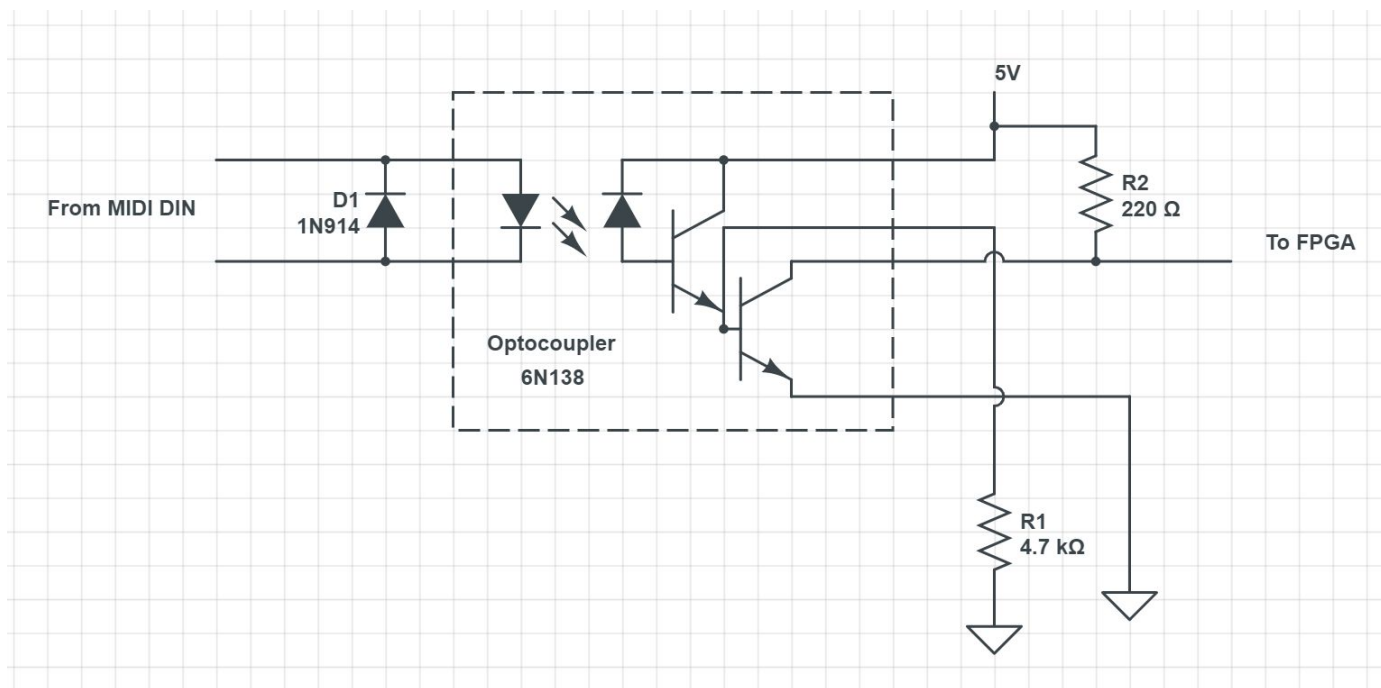 5V
R2
220 Ω
From MIDI DIN
D1
1N914
To FPGA
Optocoupler
6N138
R1
4.7 kΩ